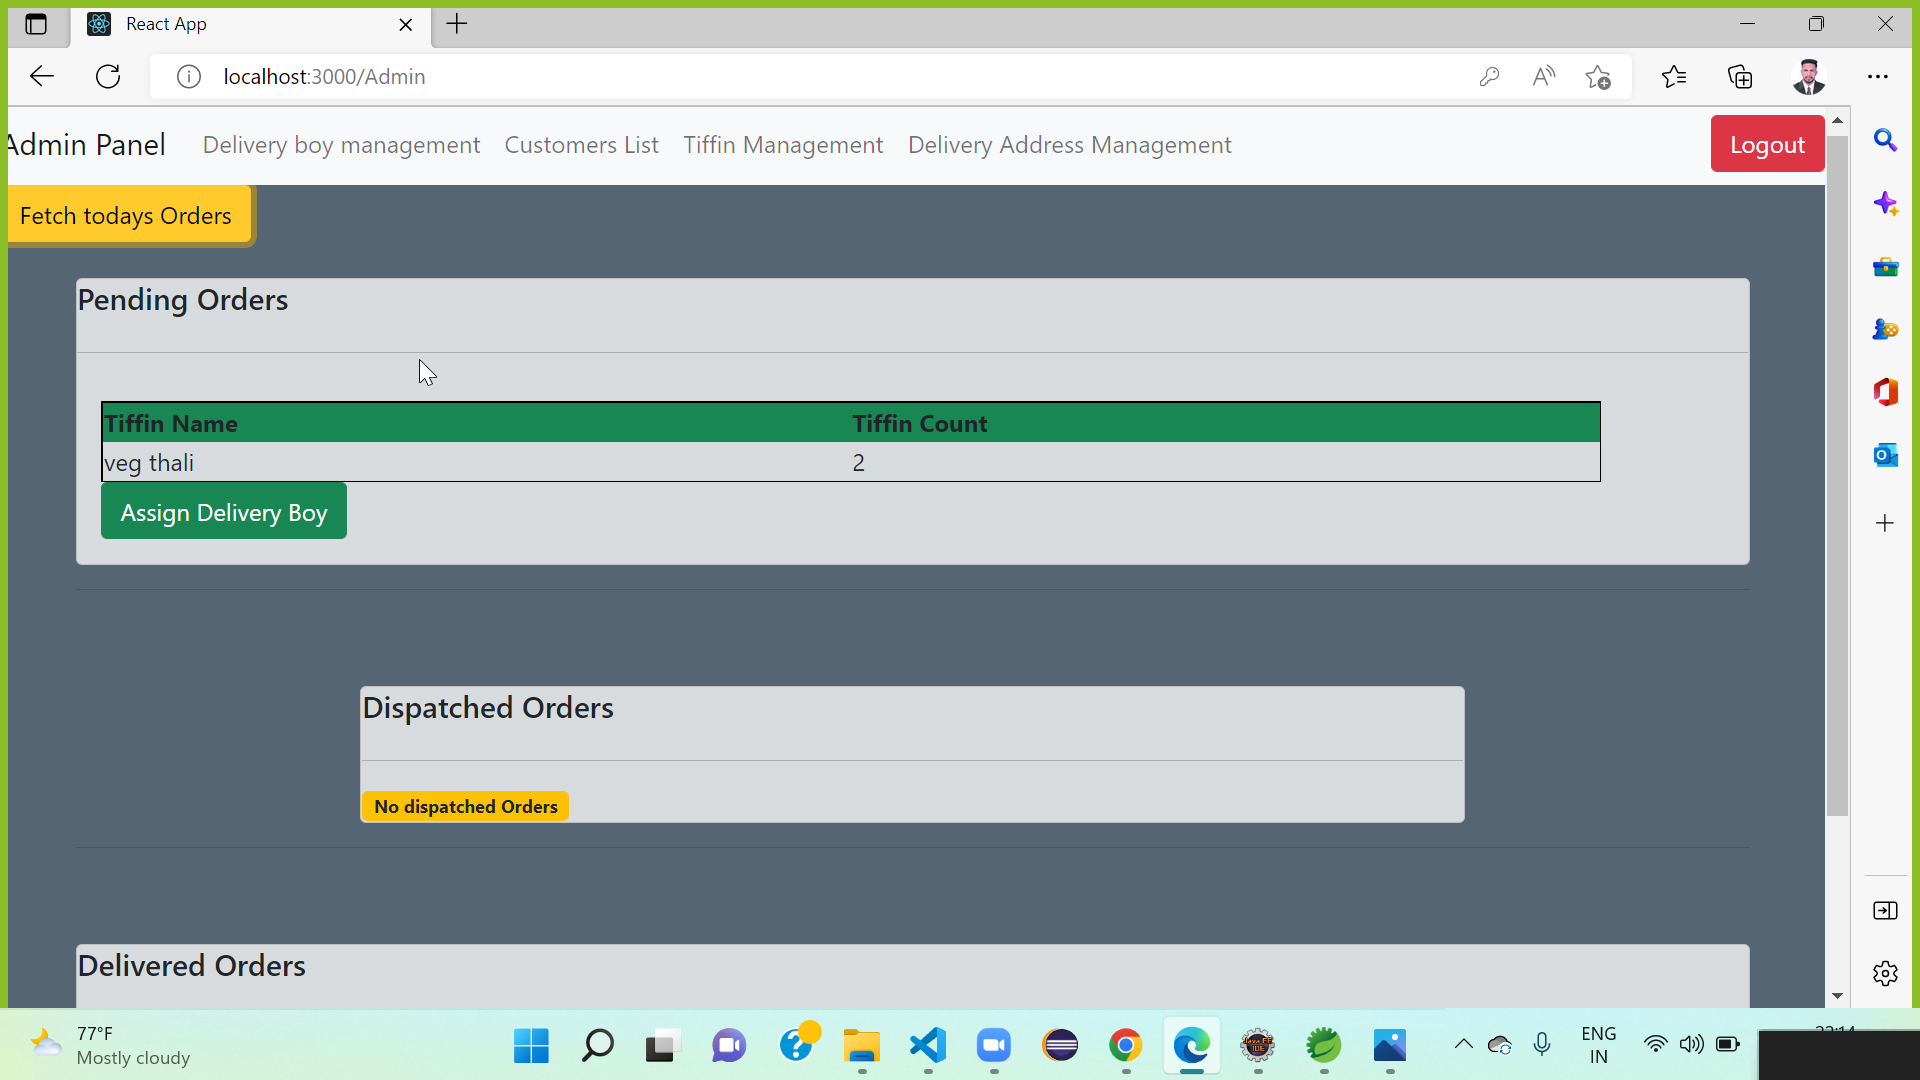 React App
localhost:3000/Admin
Admin Panel
Delivery boy management
Customers List
Tiffin Management
Delivery Address Management
Logout
Fetch todays Orders
Pending Orders
Tiffin Name Tiffin Count
veg thali 2
Assign Delivery Boy
Dispatched Orders
No dispatched Orders
Delivered Orders
77°F
Mostly cloudy
ENG
IN